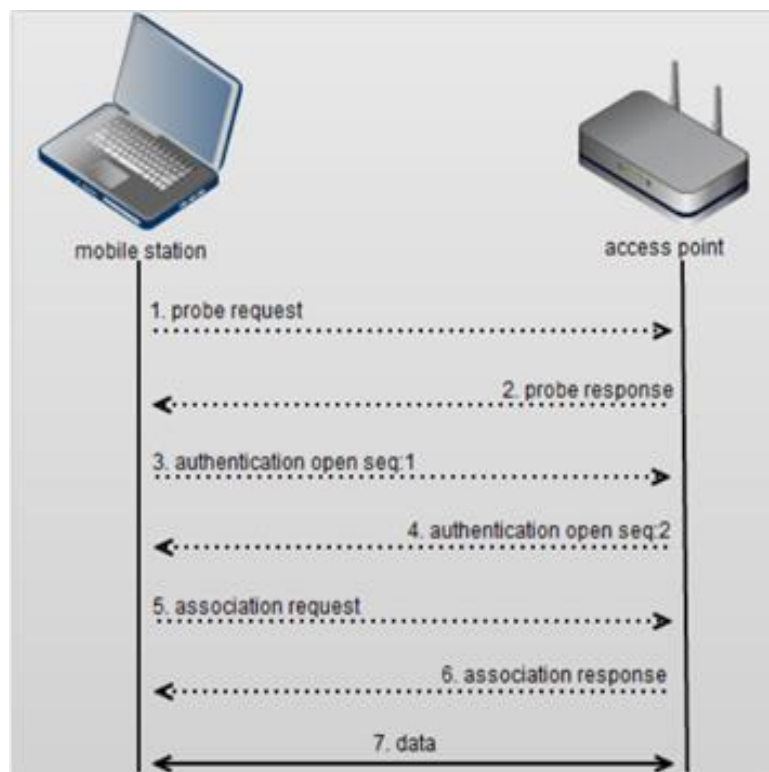 mobile station
access point
1. probe request
2. probe response
3. authentication open seq:1
4. authentication open seq:2
5. association request
6. association response
7. data